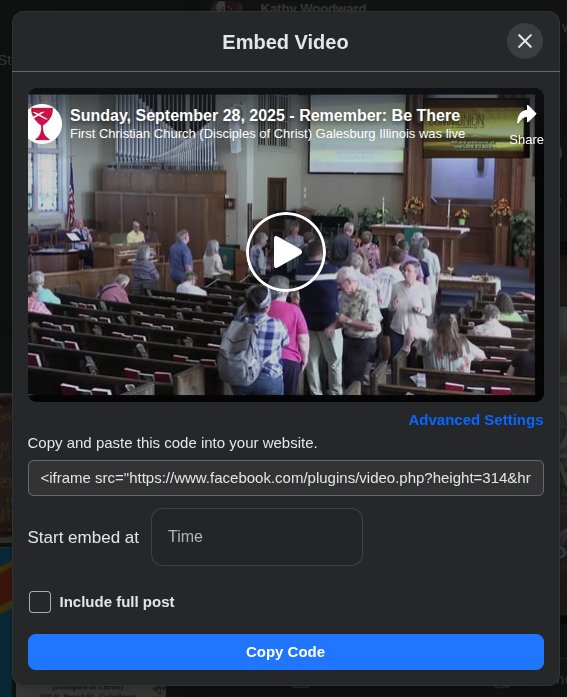 Kathy Woodward
Embed Video
Sunday, September 28, 2025 - Remember: Be There
First Christian Church (Disciples of Christ) Galesburg Illinois was live
Share
Advanced Settings
Copy and paste this code into your website.
<iframe src="https://www.facebook.com/plugins/video.php?height=314&hr
Start embed at
Time
Include full post
Copy Code